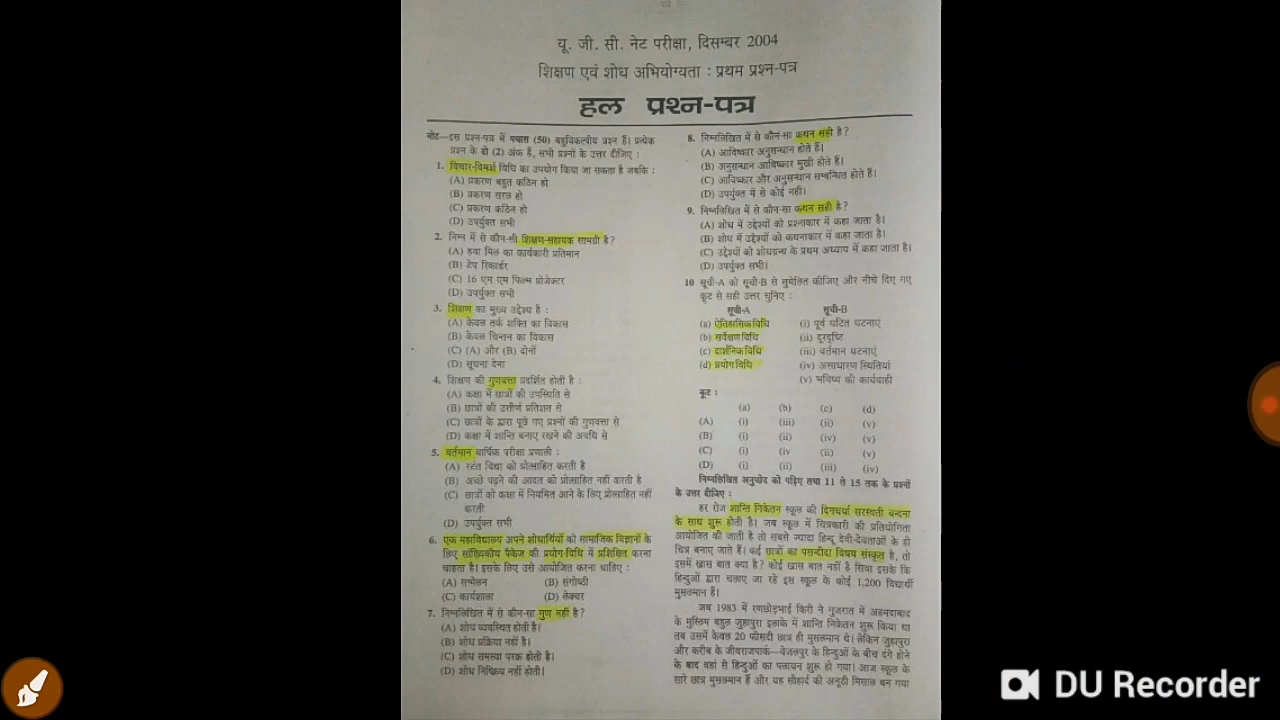 यू. जी. सी. नेट परीक्षा, दिसम्बर 2004
शिक्षण एवं शोध अभियोग्यता : प्रथम प्रश्न-पत्र
हल प्रश्न-पत्र
नोट—इस प्रश्न-पत्र में पचास (50) बहुविकल्पीय प्रश्न हैं। प्रत्येक
प्रश्न के दो (2) अंक हैं, सभी प्रश्नों के उत्तर दीजिए :
1. विचार-विमर्श विधि का उपयोग किया जा सकता है जबकि :
(A) प्रकरण बहुत कठिन हो
(B) प्रकरण सरल हो
(C) प्रकरण कठिन हो
(D) उपर्युक्त सभी
2. निम्न में से कौन-सी शिक्षण-सहायक सामग्री है?
(A) हवा मिल का कार्यकारी प्रतिमान
(B) टेप रिकार्डर
(C) 16 एम एम फिल्म प्रोजेक्टर
(D) उपर्युक्त सभी
3. शिक्षण का मुख्य उद्देश्य है :
(A) केवल तर्क शक्ति का विकास
(B) केवल चिन्तन का विकास
(C) (A) और (B) दोनों
(D) सूचना देना
4. शिक्षण की गुणवत्ता प्रदर्शित होती है :
(A) कक्षा में छात्रों की उपस्थिति से
(B) छात्रों की उत्तीर्ण प्रतिशत से
(C) छात्रों के द्वारा पूछे गए प्रश्नों की गुणवत्ता से
(D) कक्षा में शान्ति बनाए रखने की अवधि से
5. वर्तमान वार्षिक परीक्षा प्रणाली :
(A) रटंत विद्या को प्रोत्साहित करती है
(B) अच्छे पढ़ने की आदत को प्रोत्साहित नहीं करती है
(C) छात्रों को कक्षा में नियमित आने के लिए प्रोत्साहित नहीं
करती
(D) उपर्युक्त सभी
6. एक महाविद्यालय अपने शोधार्थियों को सामाजिक विज्ञानों के
लिए सांख्यिकीय पैकेज की प्रयोग-विधि में प्रशिक्षित करना
चाहता है। इसके लिए उसे आयोजित करना चाहिए :
(A) सम्मेलन (B) संगोष्ठी
(C) कार्यशाला (D) लेक्चर
7. निम्नलिखित में से कौन-सा गुण नहीं है?
(A) शोध व्यवस्थित होती है।
(B) शोध प्रक्रिया नहीं है।
(C) शोध समस्या परक होती है।
(D) शोध निष्क्रिय नहीं होती।
8. निम्नलिखित में से कौन-सा कथन सही है?
(A) आविष्कार अनुसन्धान होते हैं।
(B) अनुसन्धान आविष्कार मुखी होते हैं।
(C) आविष्कार और अनुसन्धान सम्बन्धित होते हैं।
(D) उपर्युक्त में से कोई नहीं।
9. निम्नलिखित में से कौन-सा कथन सही है?
(A) शोध में उद्देश्यों को प्रश्नाकार में कहा जाता है।
(B) शोध में उद्देश्यों को कथनाकार में कहा जाता है।
(C) उद्देश्यों को शोधग्रन्थ के प्रथम अध्याय में कहा जाता है।
(D) उपर्युक्त सभी।
10 सूची-A को सूची-B से सुमेलित कीजिए और नीचे दिए गए
कूट से सही उत्तर चुनिए :
सूची-A सूची-B
(a) ऐतिहासिक विधि (i) पूर्व घटित घटनाएं
(b) सर्वेक्षण विधि (ii) दूरदृष्टि
(c) दार्शनिक विधि (iii) वर्तमान घटनाएं
(d) प्रयोग विधि (iv) असाधारण स्थितियां
(v) भविष्य की कार्यवाही
कूट :
(a) (b) (c) (d)
(A) (i) (iii) (ii) (v)
(B) (i) (ii) (iv) (v)
(C) (i) (iv (ii) (v)
(D) (i) (ii) (iii) (iv)
निम्नलिखित अनुच्छेद को पढ़िए तथा 11 से 15 तक के प्रश्नों
के उत्तर दीजिए :
हर रोज शान्ति निकेतन स्कूल की दिनचर्या सरस्वती वन्दना
के साथ शुरू होती है। जब स्कूल में चित्रकारी की प्रतियोगिता
आयोजित की जाती है तो सबसे ज्यादा हिन्दू देवी-देवताओं के ही
चित्र बनाए जाते हैं। कई छात्रों का पसन्दीदा विषय संस्कृत है, तो
इसमें खास बात क्या है? कोई खास बात नहीं है सिवा इसके कि
हिन्दुओं द्वारा चलाए जा रहे इस स्कूल के कोई 1,200 विद्यार्थी
मुसलमान हैं।
जब 1983 में रणछोड़भाई किरी ने गुजरात में अहमदाबाद
के मुस्लिम बहुल जुहापुरा इलाके में शान्ति निकेतन शुरू किया था
तब उसमें केवल 20 फीसदी छात्र ही मुसलमान थे। लेकिन जुहापुरा
और करीब के जीवराजपार्क—वेजलपुर के हिन्दुओं के बीच दंगे होने
के बाद वहां से हिन्दुओं का पलायन शुरू हो गया। आज स्कूल के
सारे छात्र मुसलमान हैं और यह सौहार्द की अनूठी मिसाल बन गया
DU Recorder